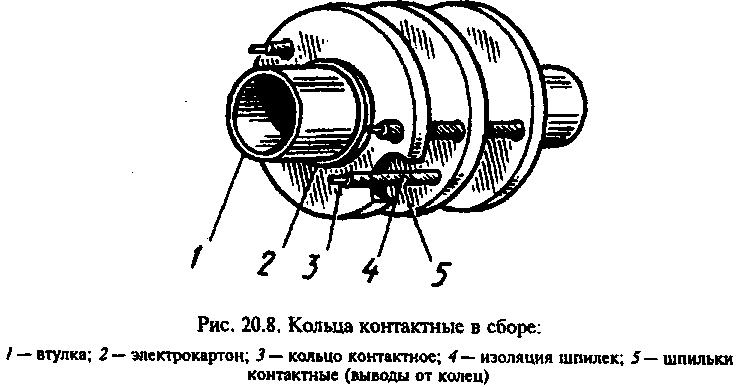 1 2 3 4 5
Рис. 20.8. Кольца контактные в сборе:
1 — втулка; 2 — электрокартон; 3 — кольцо контактное; 4 — изоляция шпилек; 5 — шпильки
контактные (выводы от колец)